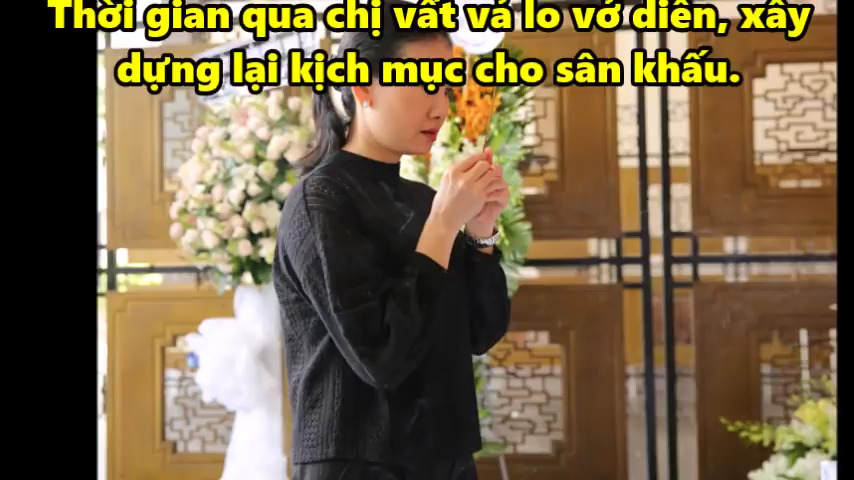 Thời gian qua chị vất vả lo vở diễn, xây
dựng lại kịch mục cho sân khấu.